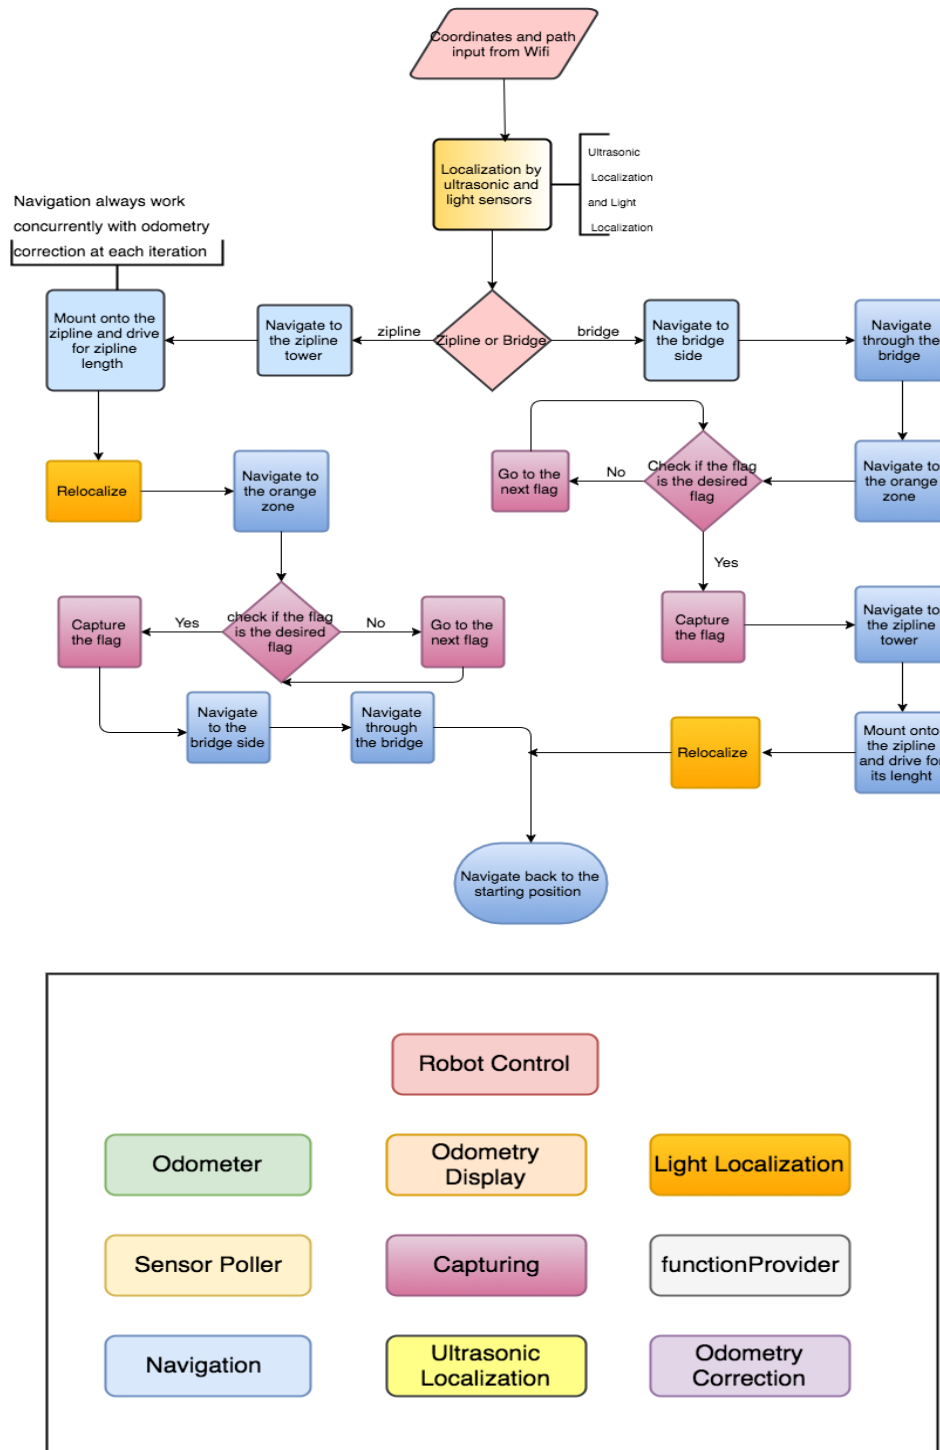 Coordinates and path
input from Wifi
Localization by
ultrasonic and
light sensors
Ultrasonic
Localization
and Light
Localization
Navigation always work
concurrently with odometry
correction at each iteration
Mount onto the
zipline and drive
for zipline
length
Navigate to
the zipline
tower
zipline
Zipline or Bridge
bridge
Navigate to
the bridge
side
Navigate
through the
bridge
Relocalize
Navigate to
the orange
zone
Go to the
next flag
No
Check if the flag
is the desired
flag
Navigate to
the orange
zone
Yes
Capture
the flag
Yes
check if the flag
is the desired
flag
No
Go to the
next flag
Capture
the flag
Navigate to
the zipline
tower
Navigate
to the
bridge side
Navigate
through
the bridge
Relocalize
Mount onto
the zipline
and drive for
its lenght
Navigate back to the
starting position
Robot Control
Odometer
Odometry
Display
Light Localization
Sensor Poller
Capturing
functionProvider
Navigation
Ultrasonic
Localization
Odometry
Correction